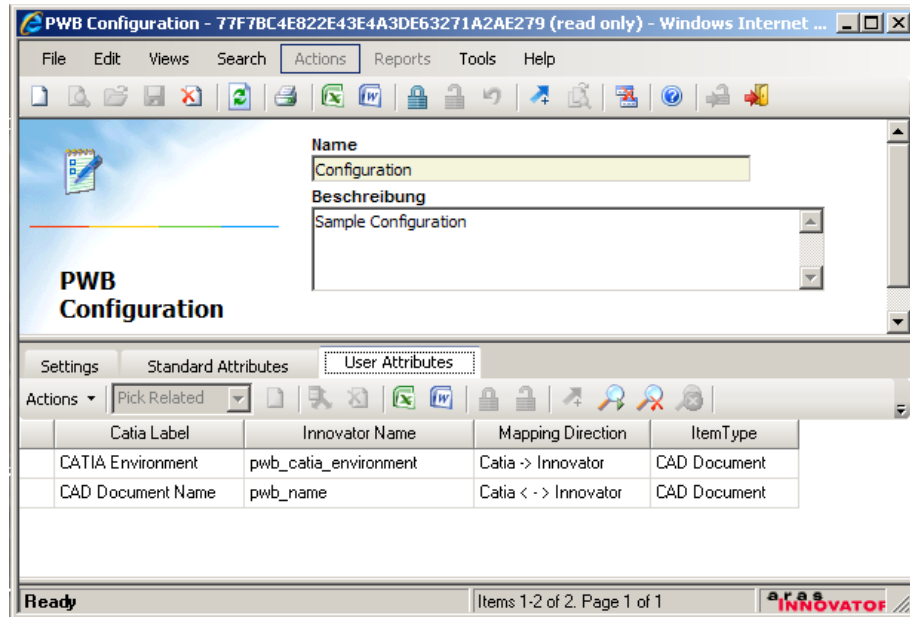 PWB Configuration - 77F7BC4E822E43E4A3DE63271A2AE279 (read only) - Windows Internet ...
File Edit Views Search Actions Reports Tools Help
Name
Configuration
Beschreibung
Sample Configuration
PWB
Configuration
Settings Standard Attributes User Attributes
Actions Pick Related
Catia Label Innovator Name Mapping Direction ItemType
CATIA Environment pwb_catia_environment Catia -> Innovator CAD Document
CAD Document Name pwb_name Catia < - > Innovator CAD Document
Ready Items 1-2 of 2. Page 1 of 1 aras INNOVATOR